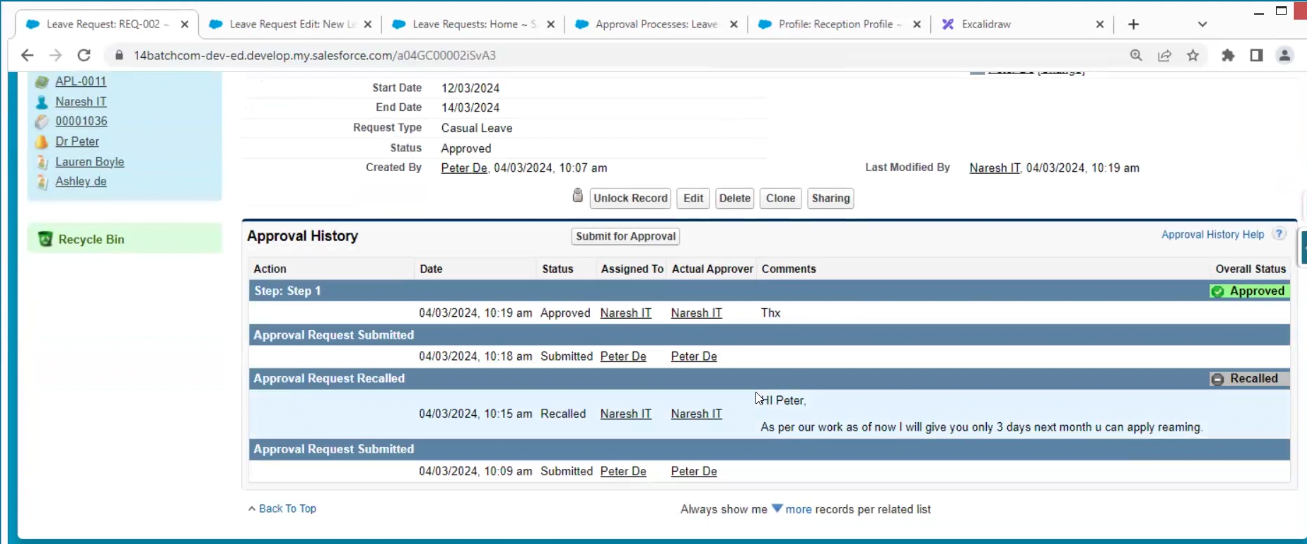 Leave Request: REQ-002 ~
Leave Request Edit: New Le
Leave Requests: Home ~ S
Approval Processes: Leave
Profile: Reception Profile ~
Excalidraw
14batchcom-dev-ed.develop.my.salesforce.com/a04GC00002iSvA3
APL-0011
Naresh IT
00001036
Dr Peter
Lauren Boyle
Ashley de
Recycle Bin
Start Date 12/03/2024
End Date 14/03/2024
Request Type Casual Leave
Status Approved
Created By Peter De, 04/03/2024, 10:07 am Last Modified By Naresh IT, 04/03/2024, 10:19 am
Unlock Record Edit Delete Clone Sharing
Approval History Submit for Approval Approval History Help ?
Action Date Status Assigned To Actual Approver Comments Overall Status
Step: Step 1 Approved
04/03/2024, 10:19 am Approved Naresh IT Naresh IT Thx
Approval Request Submitted
04/03/2024, 10:18 am Submitted Peter De Peter De
Approval Request Recalled Recalled
HI Peter,
04/03/2024, 10:15 am Recalled Naresh IT Naresh IT
As per our work as of now I will give you only 3 days next month u can apply reaming.
Approval Request Submitted
04/03/2024, 10:09 am Submitted Peter De Peter De
Back To Top Always show me more records per related list